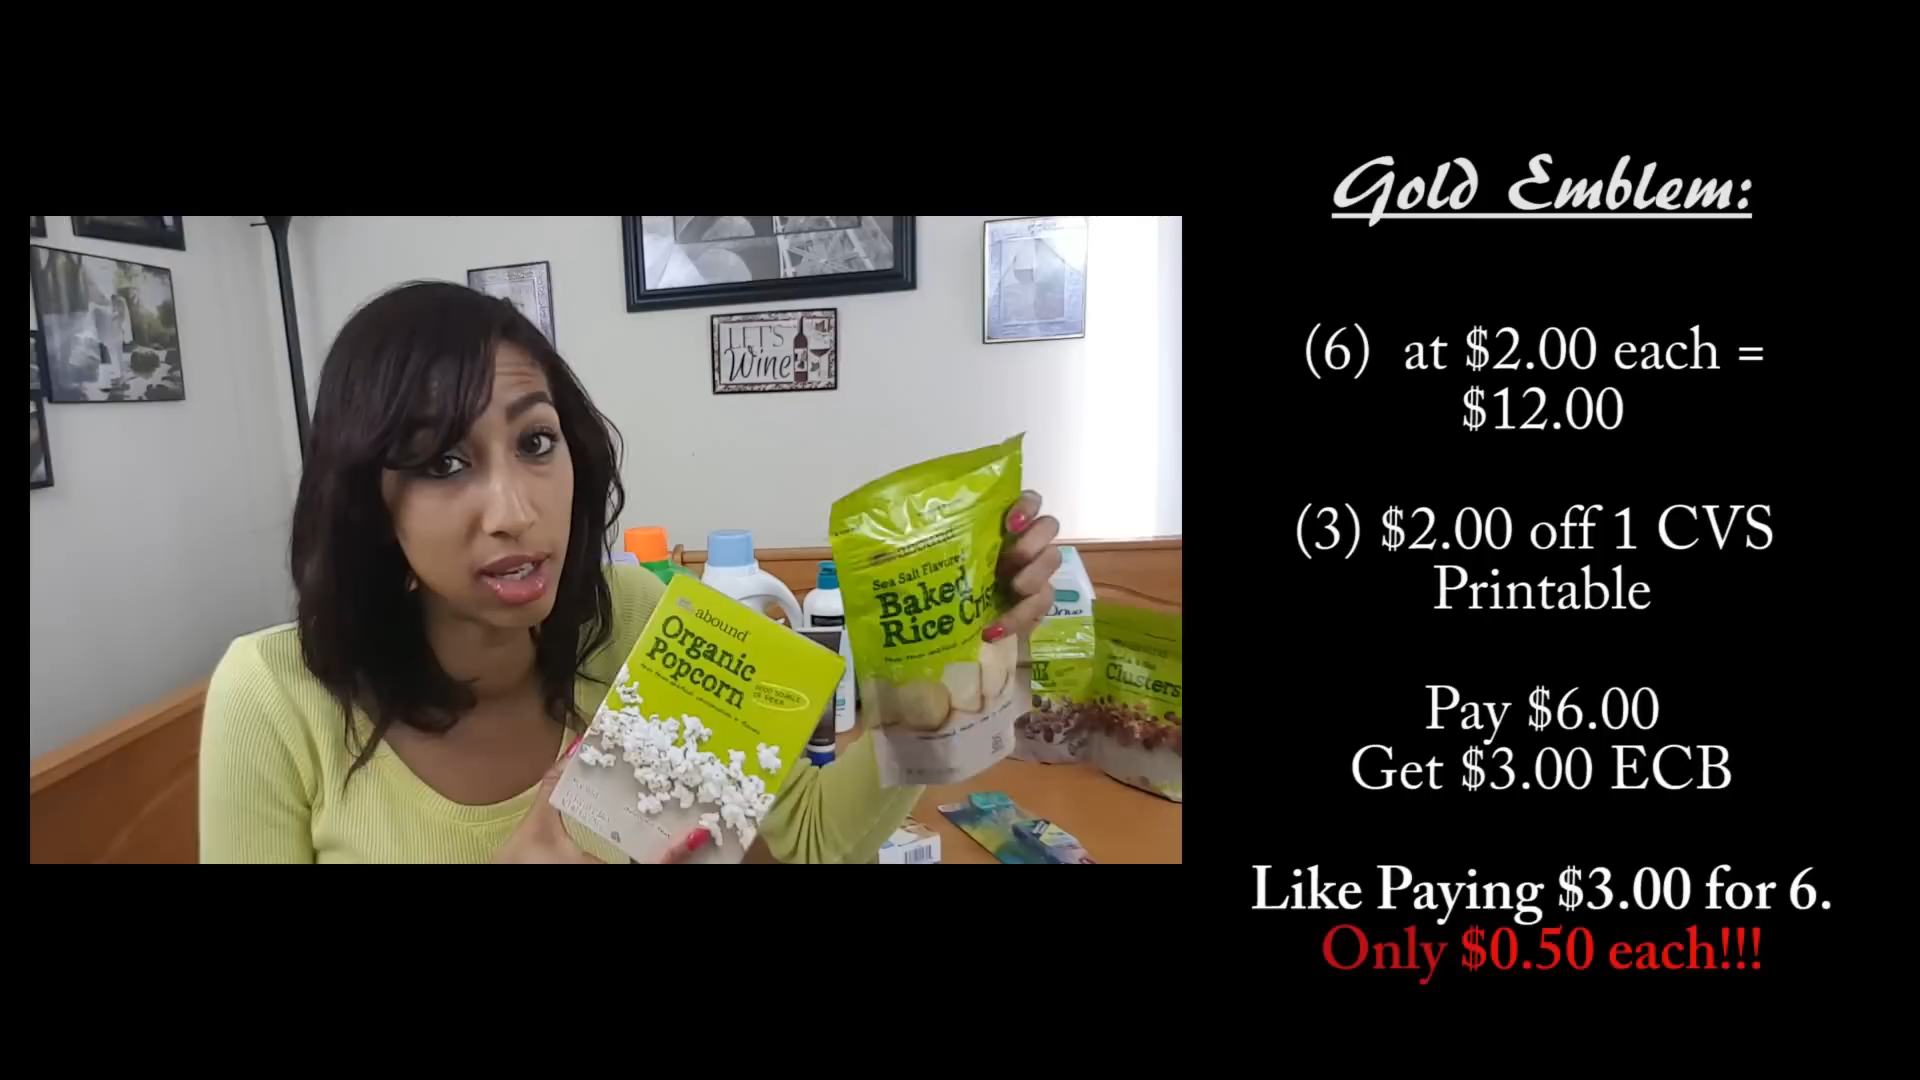 Gold Emblem:
(6) at $2.00 each =
$12.00
(3) $2.00 off 1 CVS
Printable
Pay $6.00
Get $3.00 ECB
Like Paying $3.00 for 6.
Only $0.50 each!!!
LET'S
Wine
abound
Organic
Popcorn
abound
Sea Salt Flavored
Baked
Rice Cris
Clusters